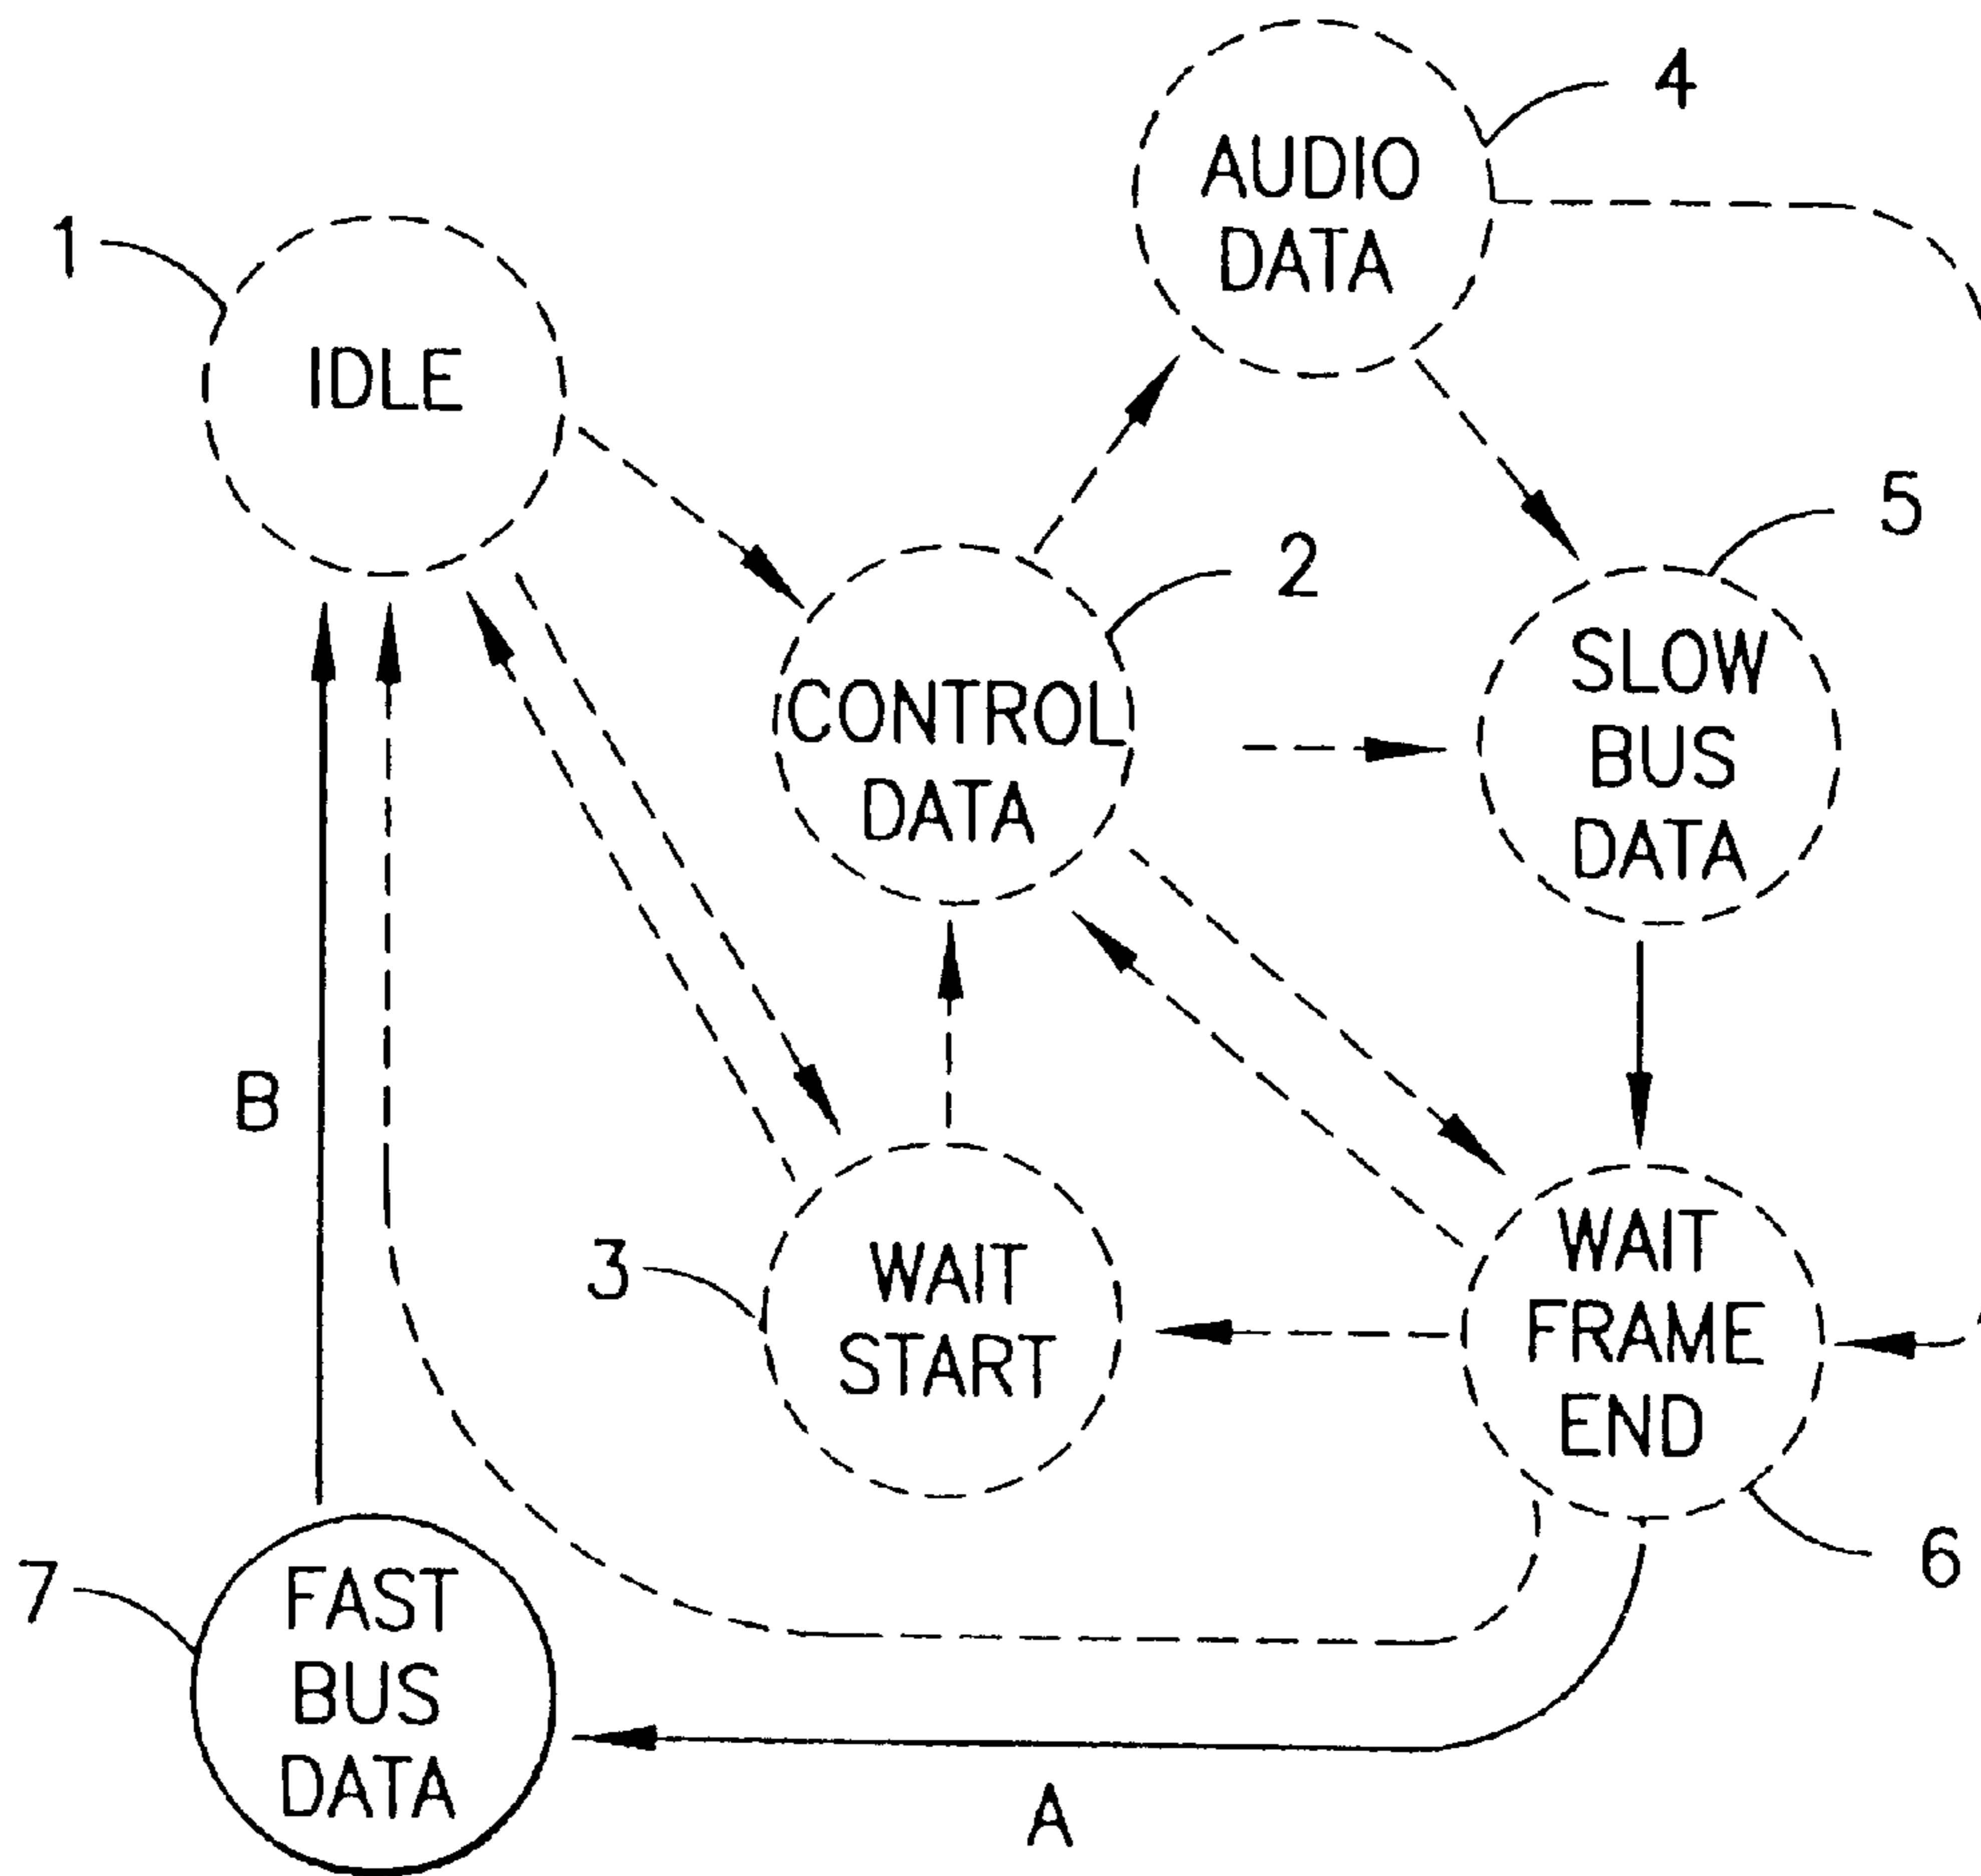 4
AUDIO
DATA
1
IDLE
5
2
SLOW
BUS
DATA
CONTROL
DATA
B
3
WAIT
START
WAIT
FRAME
END
6
7
FAST
BUS
DATA
A